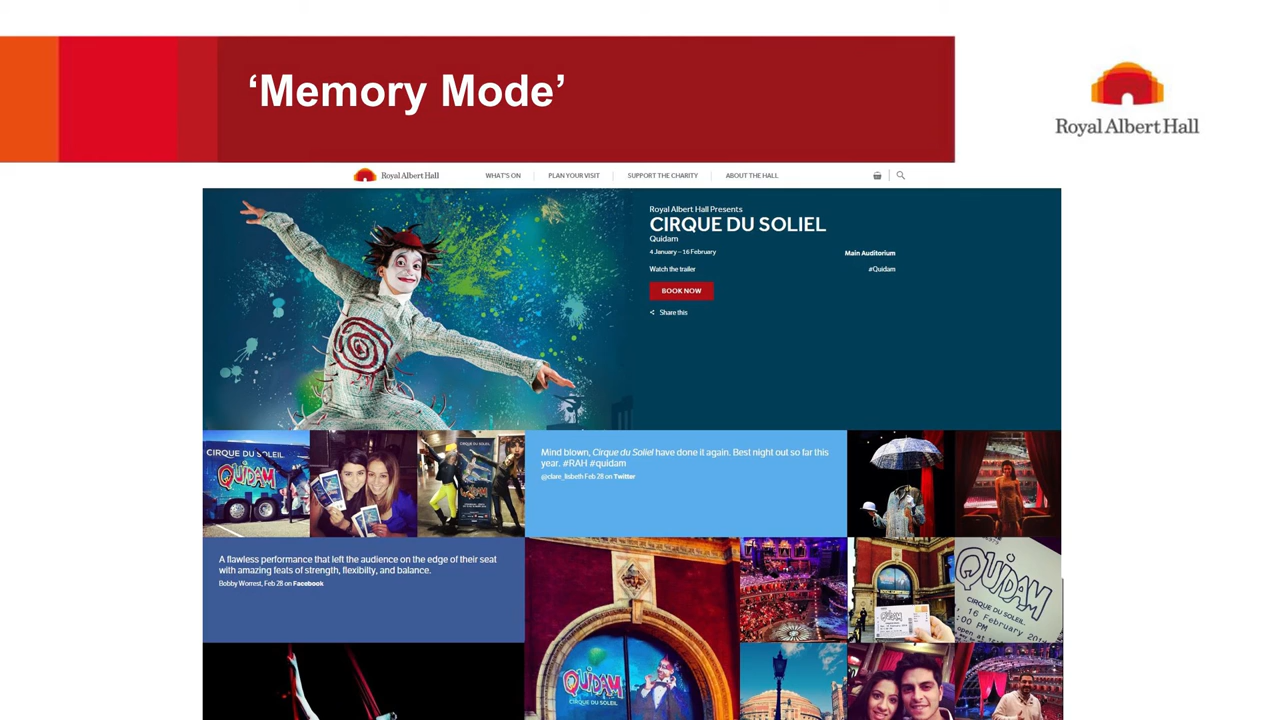 ‘Memory Mode’
Royal Albert Hall
Royal Albert Hall
WHAT'S ON
PLAN YOUR VISIT
SUPPORT THE CHARITY
ABOUT THE HALL
Royal Albert Hall Presents
CIRQUE DU SOLIEL
Quidam
4 January – 16 February
Main Auditorium
Watch the trailer
#Quidam
BOOK NOW
Share this
CIRQUE DU SOLEIL
QUIDAM
Mind blown, Cirque du Soliel have done it again. Best night out so far this
year. #RAH #quidam
@clare_lisbeth Feb 28 on Twitter
A flawless performance that left the audience on the edge of their seat
with amazing feats of strength, flexibilty, and balance.
Bobby Worrest, Feb 28 on Facebook
QUIDAM
CIRQUE DU SOLEIL
16 February 201
:00 PM
QUIDAM
CIRQUE DU SOLEIL